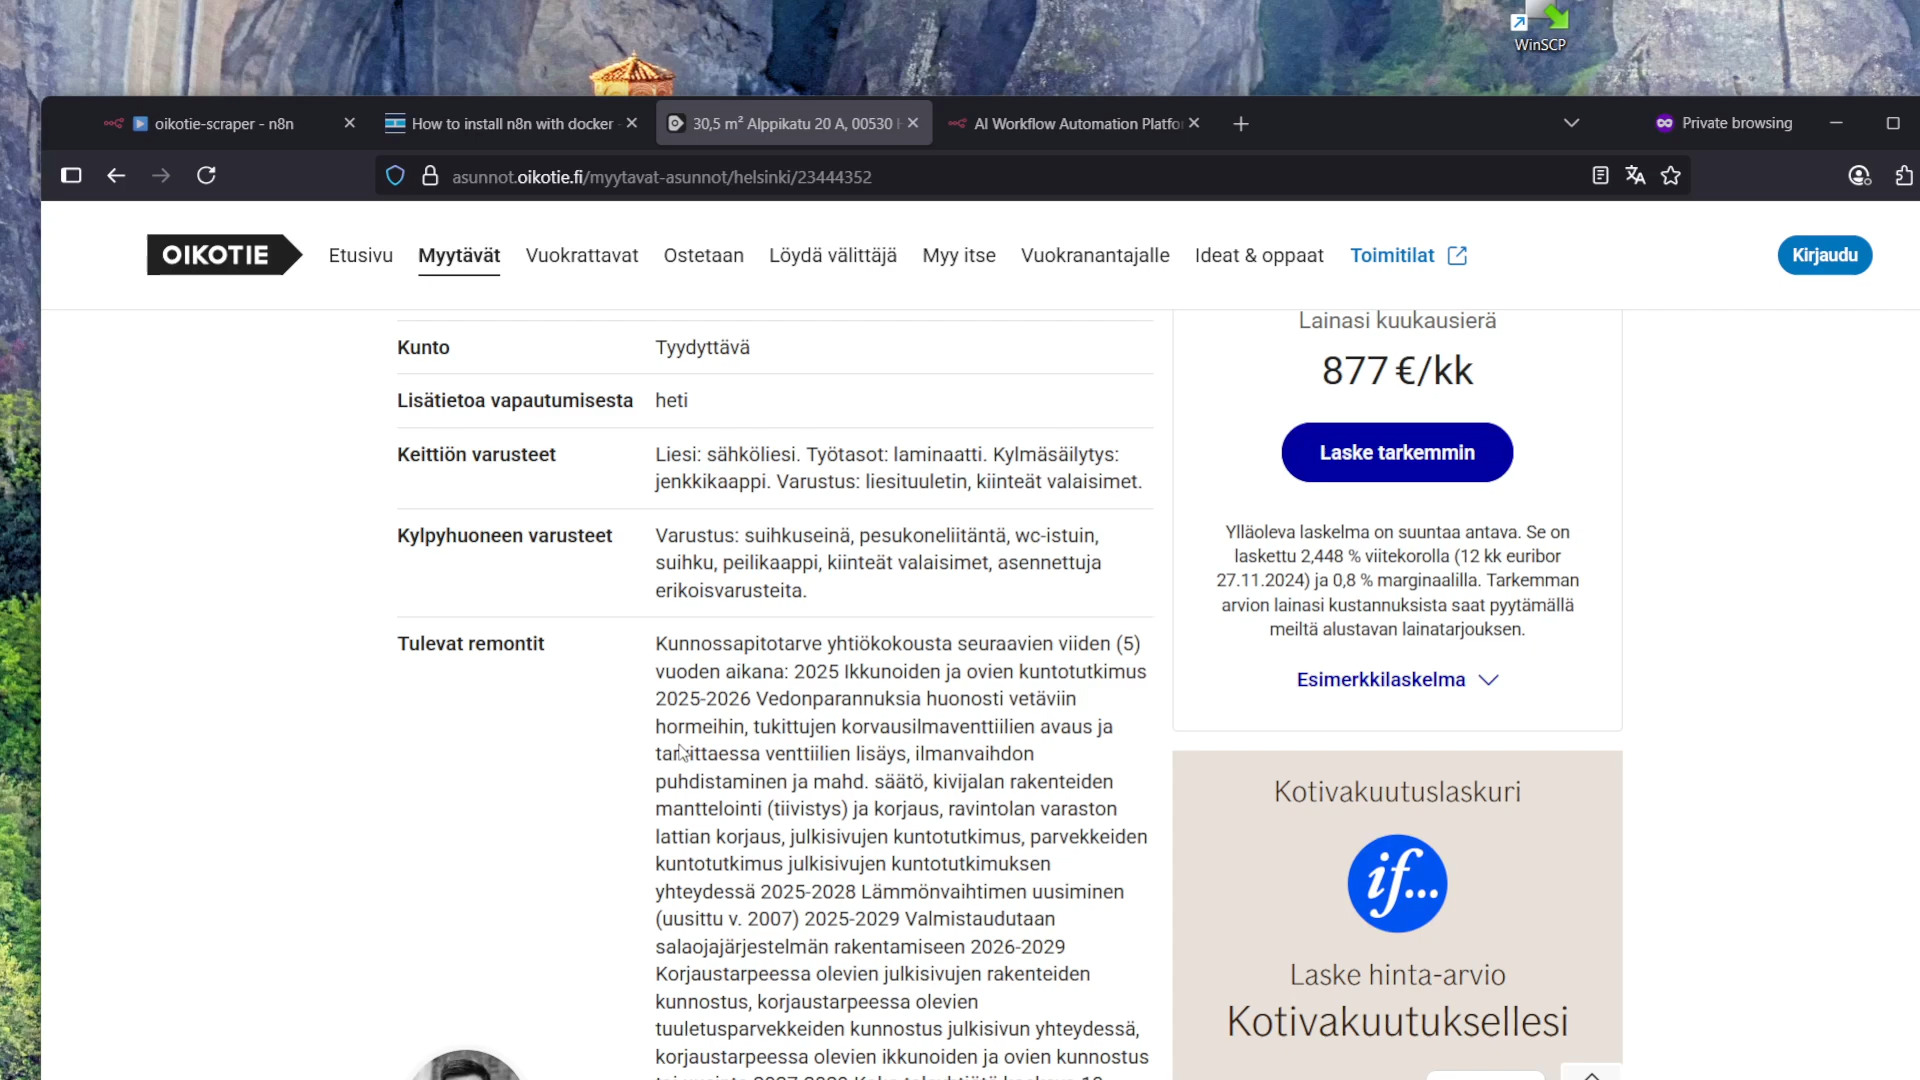 WinSCP
oikotie-scraper - n8n
How to install n8n with docker
30,5 m² Alppikatu 20 A, 00530
AI Workflow Automation Platfo
Private browsing
asunnot.oikotie.fi/myytavat-asunnot/helsinki/23444352
OIKOTIE
Etusivu
Myytävät
Vuokrattavat
Ostetaan
Löydä välittäjä
Myy itse
Vuokranantajalle
Ideat & oppaat
Toimitilat
Kirjaudu
Kunto
Tyydyttävä
Lisätietoa vapautumisesta
heti
Keittiön varusteet
Liesi: sähköliesi. Työtasot: laminaatti. Kylmäsäilytys:
jenkkikaappi. Varustus: liesituuletin, kiinteät valaisimet.
Kylpyhuoneen varusteet
Varustus: suihkuseinä, pesukoneliitäntä, wc-istuin,
suihku, peilikaappi, kiinteät valaisimet, asennettuja
erikoisvarusteita.
Tulevat remontit
Kunnossapitotarve yhtiökokousta seuraavien viiden (5)
vuoden aikana: 2025 Ikkunoiden ja ovien kuntotutkimus
2025-2026 Vedonparannuksia huonosti vetäviin
hormeihin, tukittujen korvausilmaventtiilien avaus ja
tarvittaessa venttiilien lisäys, ilmanvaihdon
puhdistaminen ja mahd. säätö, kivijalan rakenteiden
manttelointi (tiivistys) ja korjaus, ravintolan varaston
lattian korjaus, julkisivujen kuntotutkimus, parvekkeiden
kuntotutkimus julkisivujen kuntotutkimuksen
yhteydessä 2025-2028 Lämmönvaihtimen uusiminen
(uusittu v. 2007) 2025-2029 Valmistaudutaan
salaojajärjestelmän rakentamiseen 2026-2029
Korjaustarpeessa olevien julkisivujen rakenteiden
kunnostus, korjaustarpeessa olevien
tuuletusparvekkeiden kunnostus julkisivun yhteydessä,
korjaustarpeessa olevien ikkunoiden ja ovien kunnostus
Lainasi kuukausierä
877 €/kk
Laske tarkemmin
Ylläoleva laskelma on suuntaa antava. Se on
laskettu 2,448 % viitekorolla (12 kk euribor
27.11.2024) ja 0,8 % marginaalilla. Tarkemman
arvion lainasi kustannuksista saat pyytämällä
meiltä alustavan lainatarjouksen.
Esimerkkilaskelma
Kotivakuutuslaskuri
if...
Laske hinta-arvio
Kotivakuutuksellesi